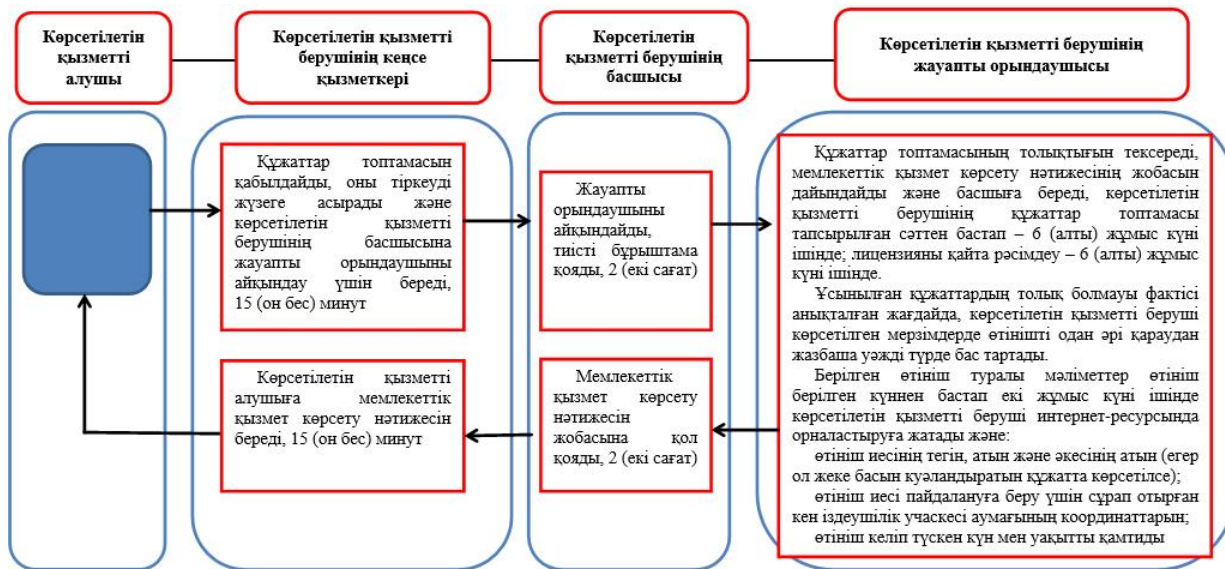 Көрсетілетін
қызметті
алушы
Көрсетілетін қызметті
берушінің кеңсе
қызметкері
Көрсетілетін
қызметті берушінің
басшысы
Көрсетілетін қызметті берушінің
жауапты орындаушысы
Құжаттар топтамасын
қабылдайды, оны тіркеуді
жүзеге асырады және
көрсетілетін қызметті
берушінің басшысына
жауапты орындаушыны
айқындау үшін береді,
15 (он бес) минут
Жауапты
орындаушыны
айқындайды,
тиісті бұрыштама
қояды, 2 (екі сағат)
Құжаттар топтамасының толықтығын тексереді,
мемлекеттік қызмет көрсету нәтижесінің жобасын
дайындайды және басшыға береді, көрсетілетін
қызметті берушінің құжаттар топтамасы
тапсырылған сәттен бастап – 6 (алты) жұмыс күні
ішінде; лицензияны қайта рәсімдеу – 6 (алты) жұмыс
күні ішінде.
Ұсынылған құжаттардың толық болмауы фактісі
анықталған жағдайда, көрсетілетін қызметті беруші
көрсетілген мерзімдерде өтінішті одан әрі қараудан
жазбаша уәжді түрде бас тартады.
Берілген өтініш туралы мәліметтер өтініш
берілген күннен бастап екі жұмыс күні ішінде
көрсетілетін қызметті беруші интернет-ресурсында
орналастыруға жатады және:
өтініш иесінің тегін, атын және әкесінің атын (егер
ол жеке басын куәландыратын құжатта көрсетілсе);
өтініш иесі пайдалануға беру үшін сұрап отырған
кен іздеушілік учаскесі аумағының координаттарын;
өтініш келіп түскен күн мен уақытты қамтиды
Көрсетілетін қызметті
алушыға мемлекеттік
қызмет көрсету нәтижесін
береді, 15 (он бес) минут
Мемлекеттік
қызмет көрсету
нәтижесін
жобасына қол
қояды, 2 (екі сағат)